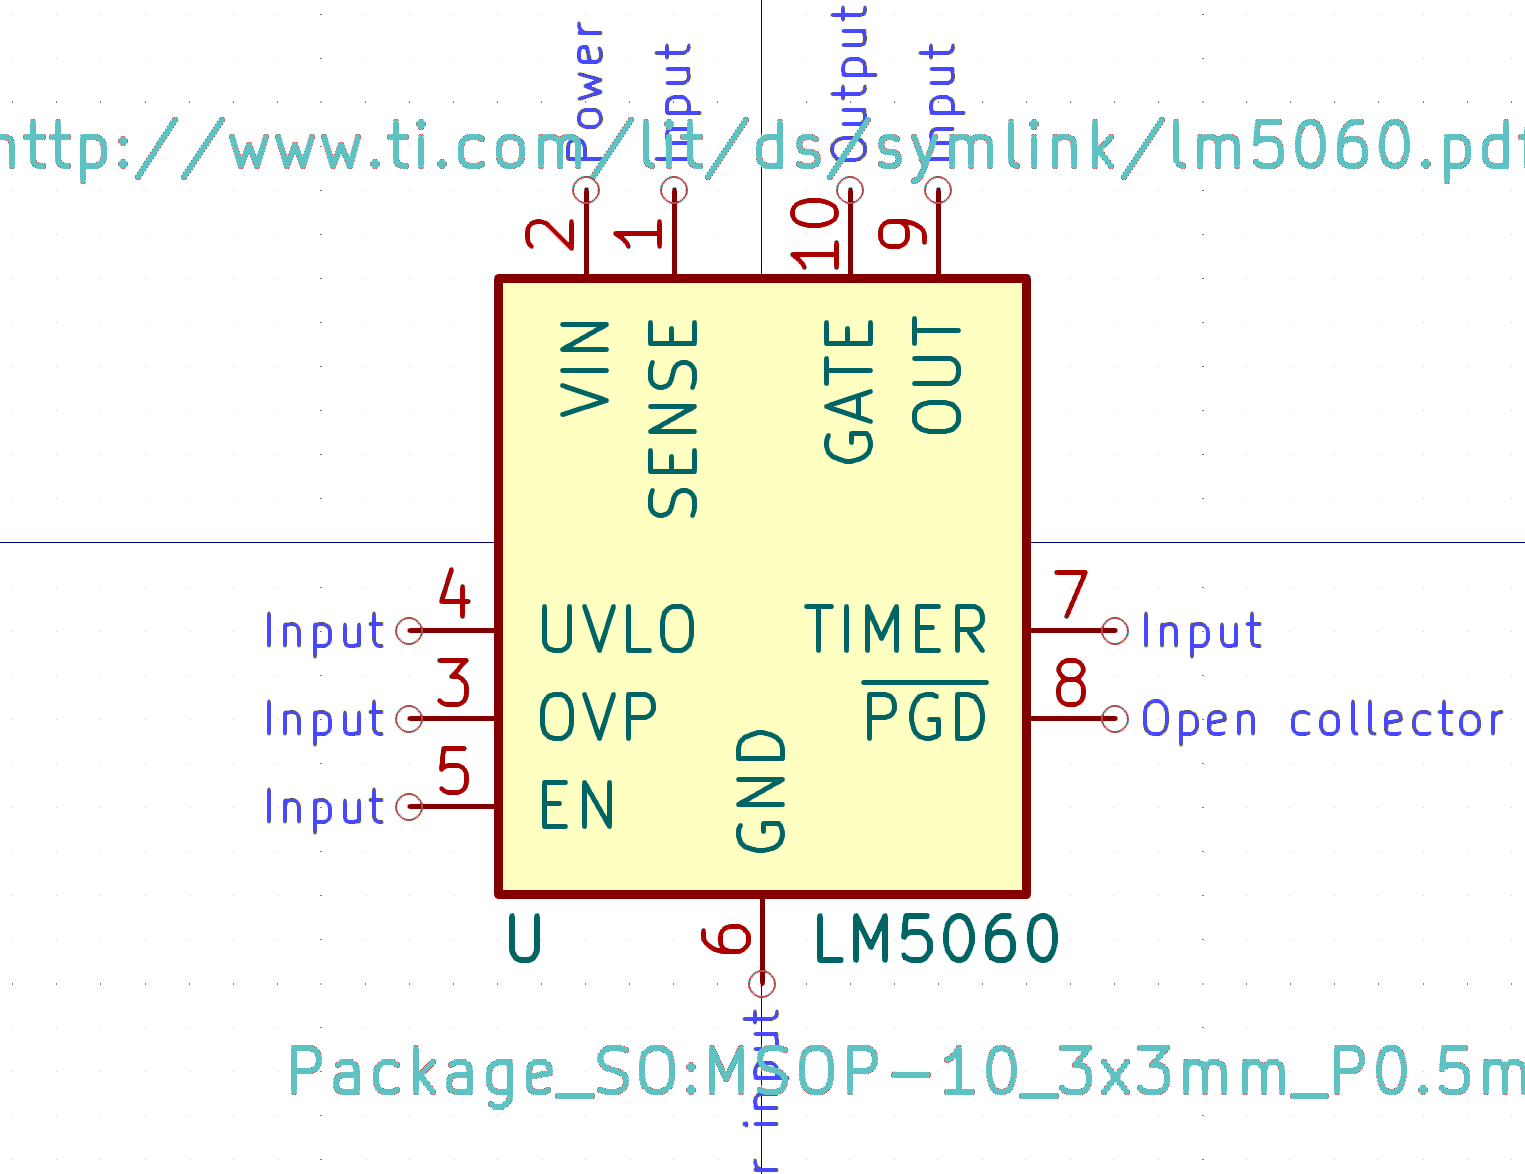 Power
Input
Output
Input
http://www.ti.com/lit/ds/symlink/lm5060.pdf
2
1
10
9
VIN
SENSE
GATE
OUT
4
7
Input
UVLO
TIMER
Input
3
8
Input
OVP
PGD
Open collector
5
Input
EN
GND
U
6
LM5060
r input
Package_SO:MSOP-10_3x3mm_P0.5m